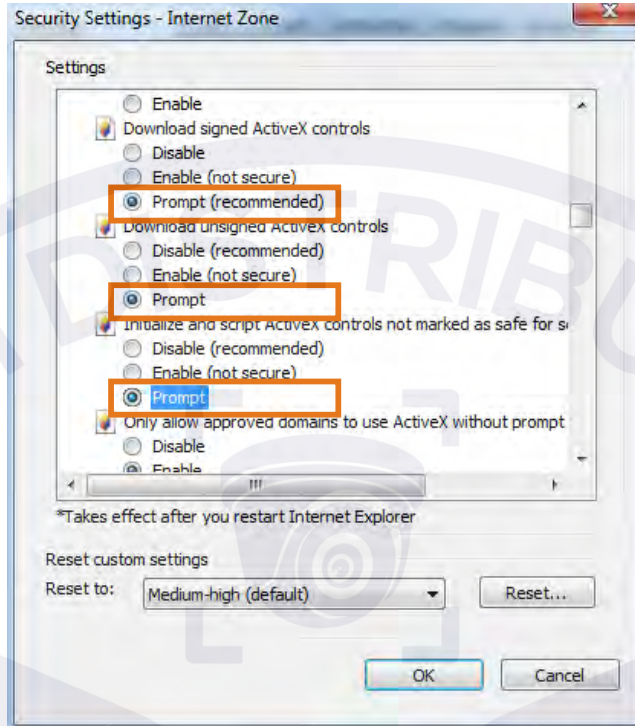 Security Settings - Internet Zone
Settings
Enable
Download signed ActiveX controls
Disable
Enable (not secure)
Prompt (recommended)
Download unsigned ActiveX controls
Disable (recommended)
Enable (not secure)
Prompt
Initialize and script ActiveX controls not marked as safe for s
Disable (recommended)
Enable (not secure)
Prompt
Only allow approved domains to use ActiveX without prompt
Disable
Enable
*Takes effect after you restart Internet Explorer
Reset custom settings
Reset to:
Medium-high (default)
Reset...
OK
Cancel